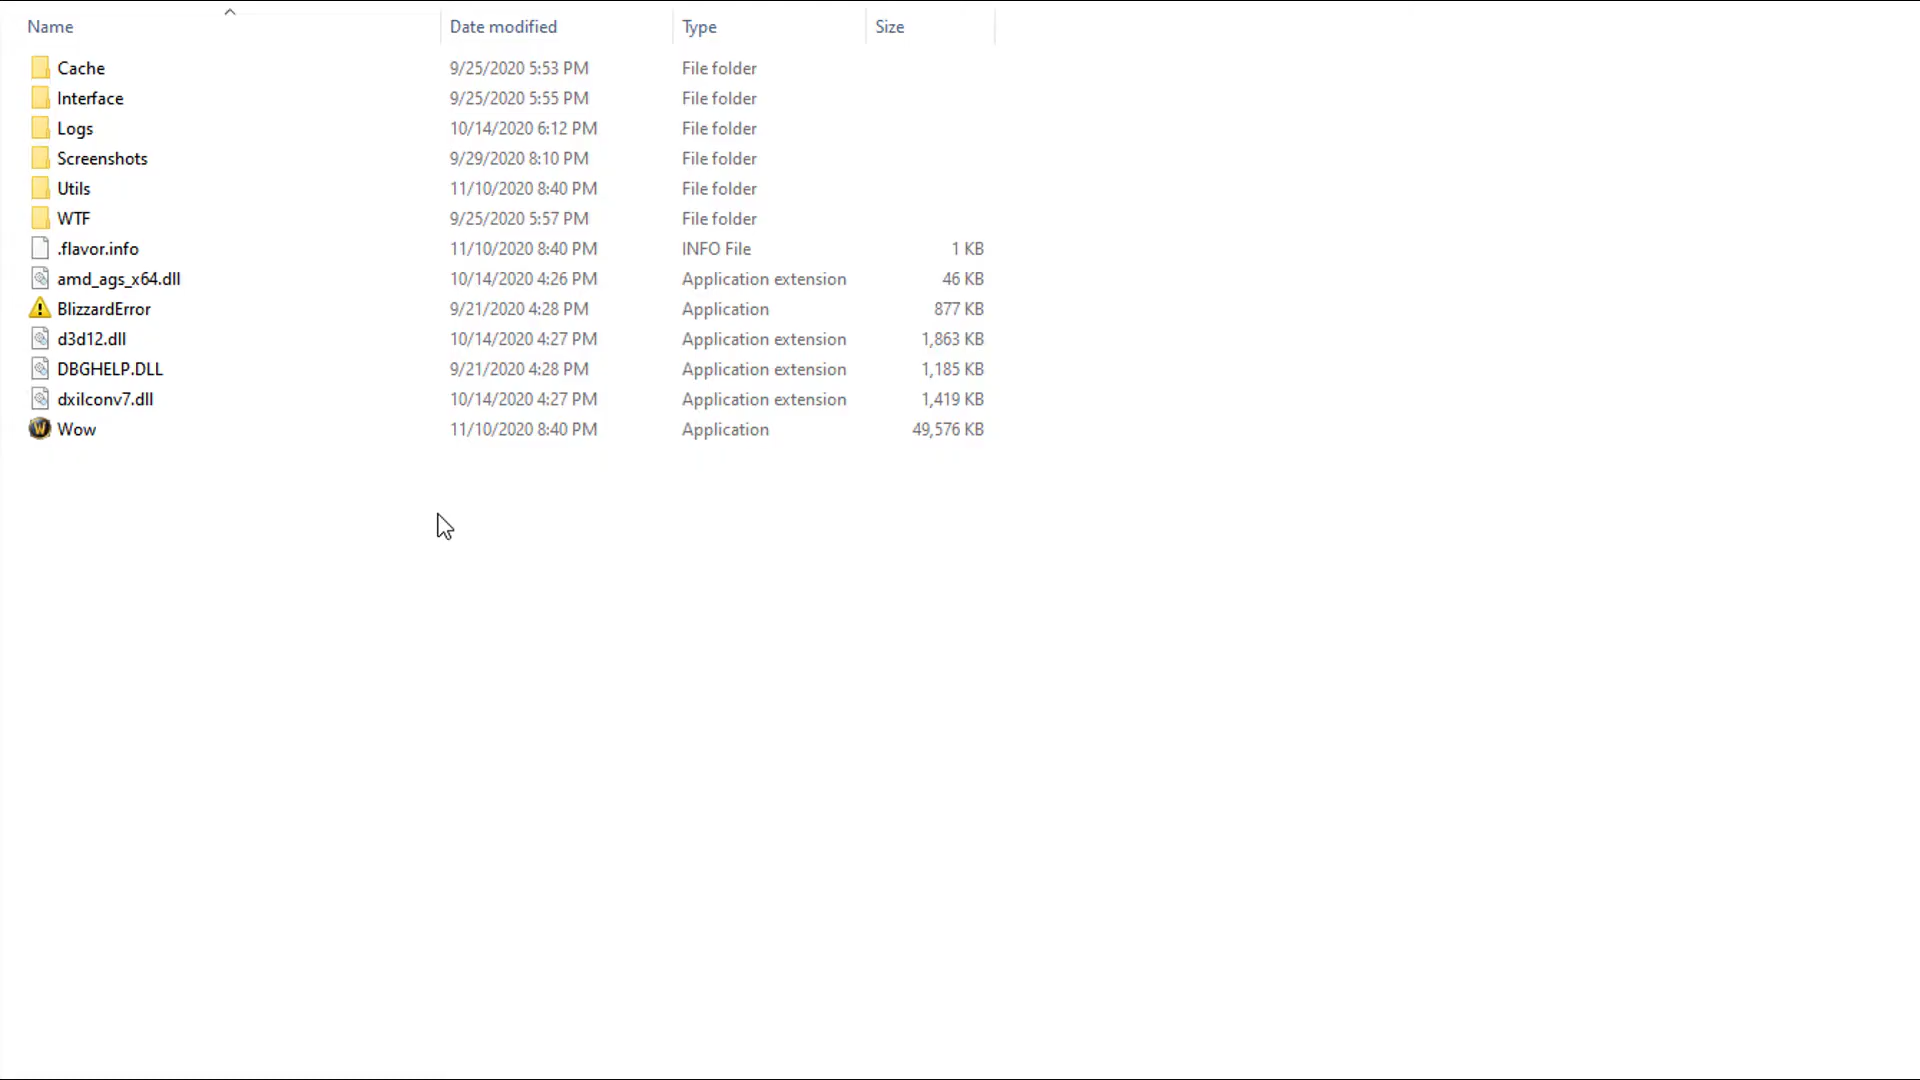 Name Date modified Type Size
Cache 9/25/2020 5:53 PM File folder
Interface 9/25/2020 5:55 PM File folder
Logs 10/14/2020 6:12 PM File folder
Screenshots 9/29/2020 8:10 PM File folder
Utils 11/10/2020 8:40 PM File folder
WTF 9/25/2020 5:57 PM File folder
.flavor.info 11/10/2020 8:40 PM INFO File 1 KB
amd_ags_x64.dll 10/14/2020 4:26 PM Application extension 46 KB
BlizzardError 9/21/2020 4:28 PM Application 877 KB
d3d12.dll 10/14/2020 4:27 PM Application extension 1,863 KB
DBGHELP.DLL 9/21/2020 4:28 PM Application extension 1,185 KB
dxilconv7.dll 10/14/2020 4:27 PM Application extension 1,419 KB
Wow 11/10/2020 8:40 PM Application 49,576 KB